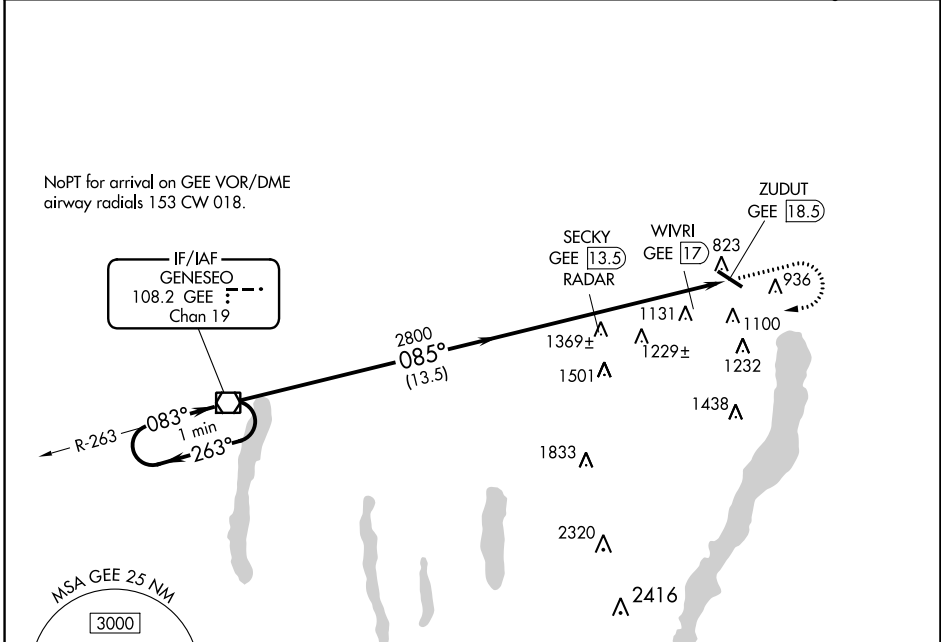 NoPT for arrival on GEE VOR/DME
airway radials 153 CW 018.
IF/IAF
GENESEO
108.2 GEE
Chan 19
ZUDUT
GEE 18.5
SECKY
GEE 13.5
RADAR
WIVRI
GEE 17
823
936
1131
1100
1369±
1229±
1232
1501
1438
1833
2320
2416
2800
085°
(13.5)
R-263
083°
1 min
263°
MSA GEE 25 NM
3000